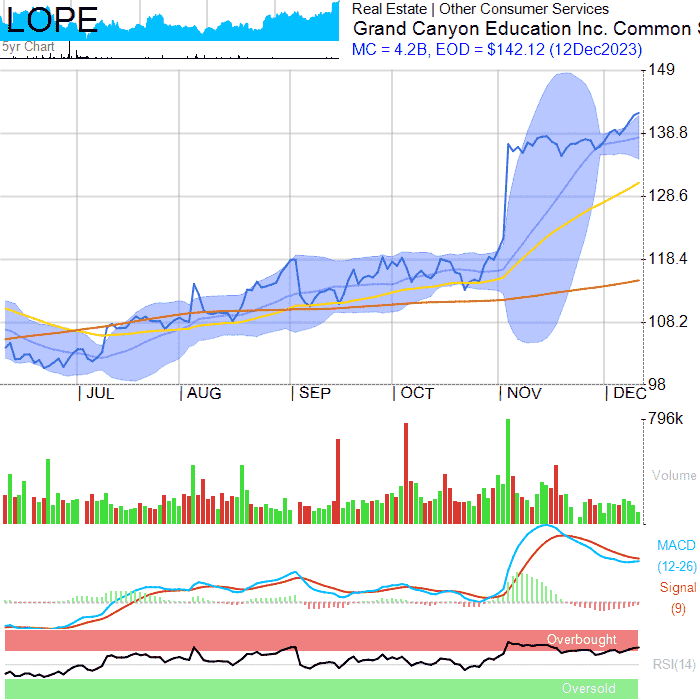 LOPE
5yr Chart
Real Estate | Other Consumer Services
Grand Canyon Education Inc. Common
MC = 4.2B, EOD = $142.12 (12Dec2023)
149
138.8
128.6
118.4
108.2
98
| JUL | AUG | SEP | OCT | NOV | DEC
796k
Volume
MACD
(12-26)
Signal
(9)
Overbought
RSI(14)
Oversold